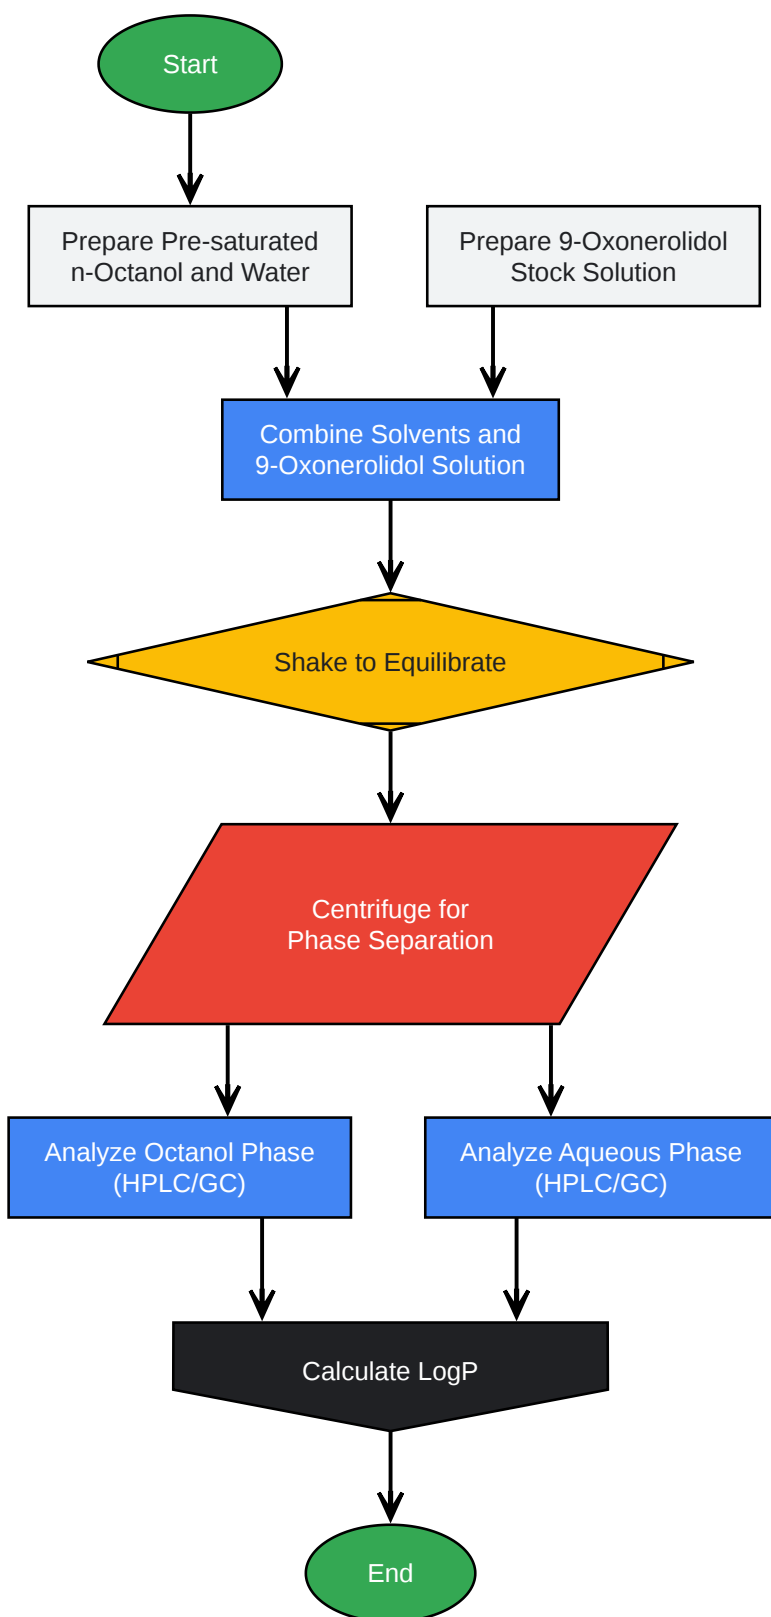 Start
Prepare Pre-saturated
n-Octanol and Water
Prepare 9-Oxonerolidol
Stock Solution
Combine Solvents and
9-Oxonerolidol Solution
Shake to Equilibrate
Centrifuge for
Phase Separation
Analyze Octanol Phase
(HPLC/GC)
Analyze Aqueous Phase
(HPLC/GC)
Calculate LogP
End